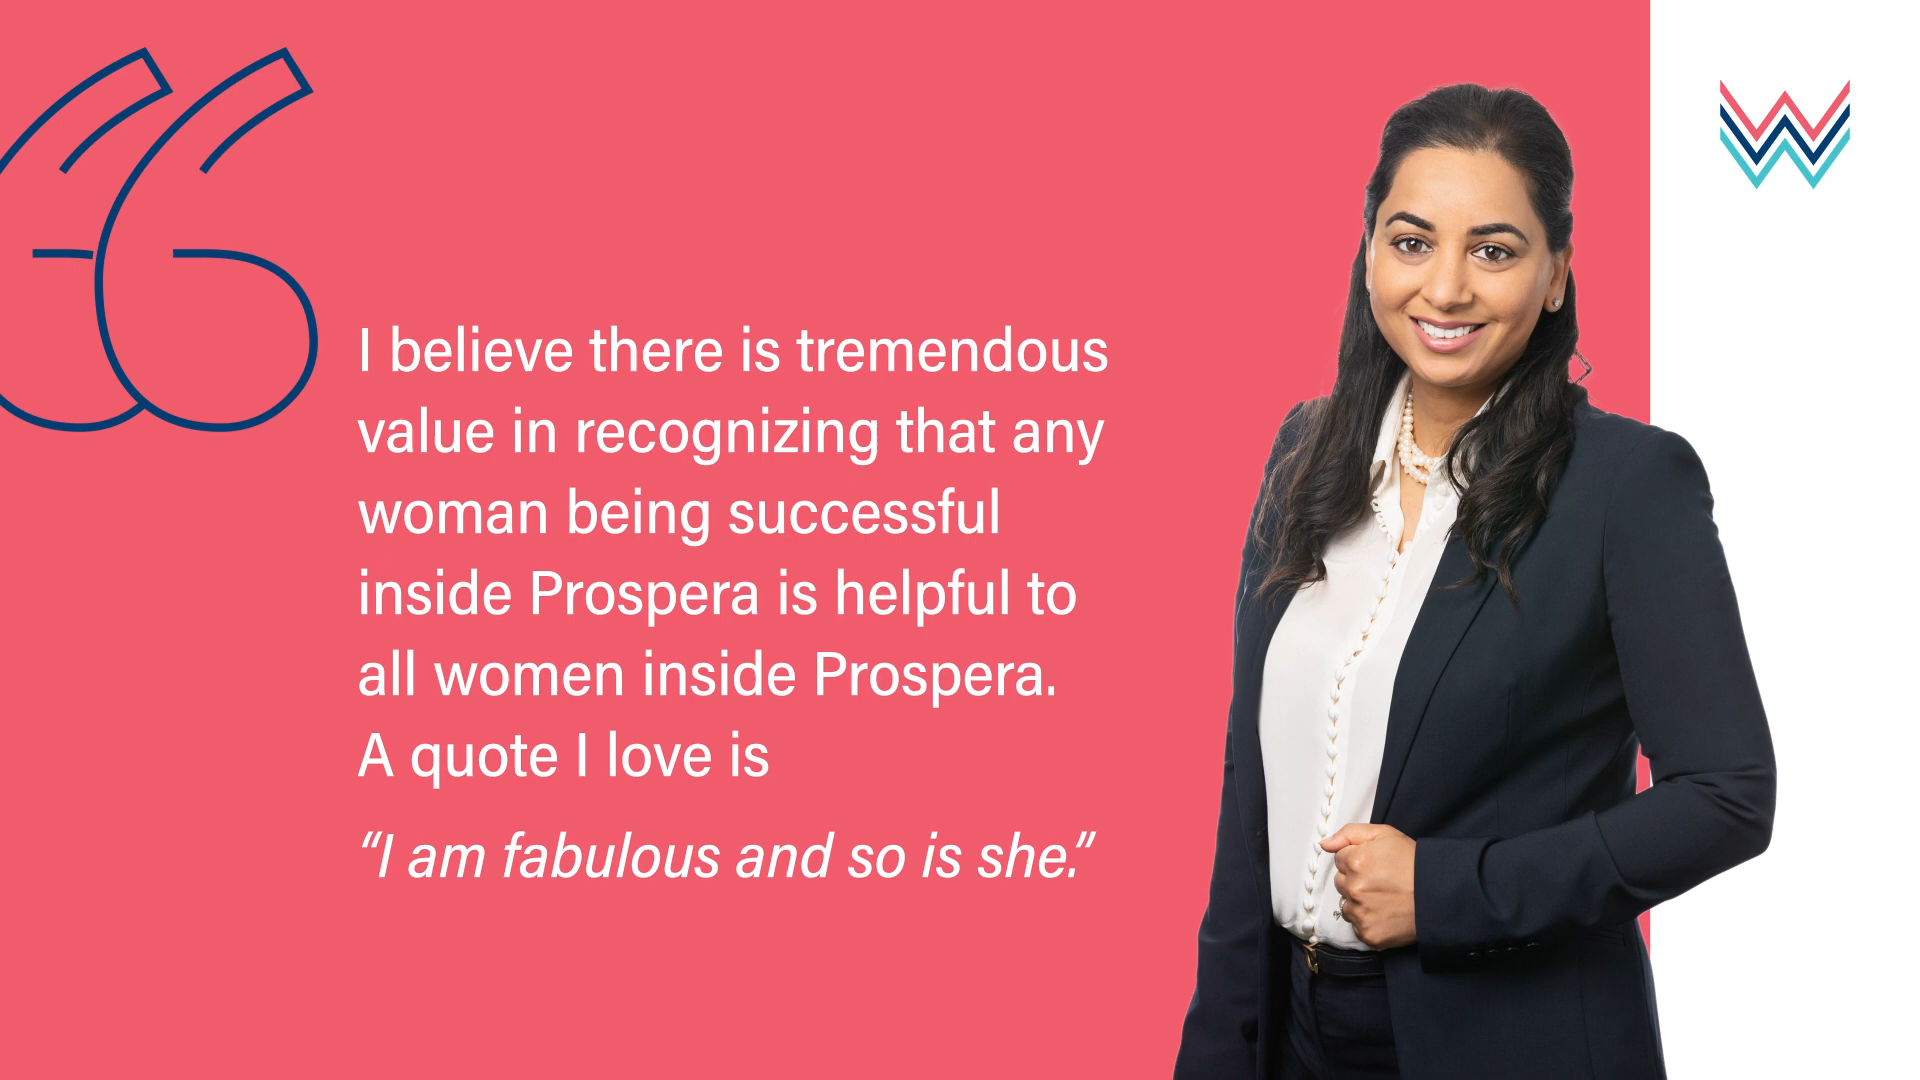 I believe there is tremendous
value in recognizing that any
woman being successful
inside Prospera is helpful to
all women inside Prospera.
A quote I love is
“I am fabulous and so is she.”